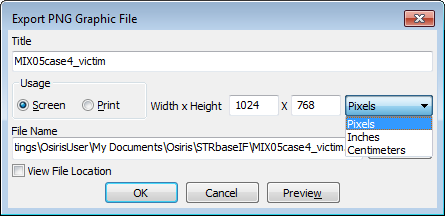 Export PNG Graphic File
Title
MIX05case4_victim
Usage
Screen
Print
Width x Height
1024
X
768
Pixels
Pixels
Inches
Centimeters
File Name
tings\OsirisUser\My Documents\Osiris\STRbaseIF\MIX05case4_victim
View File Location
OK
Cancel
Preview